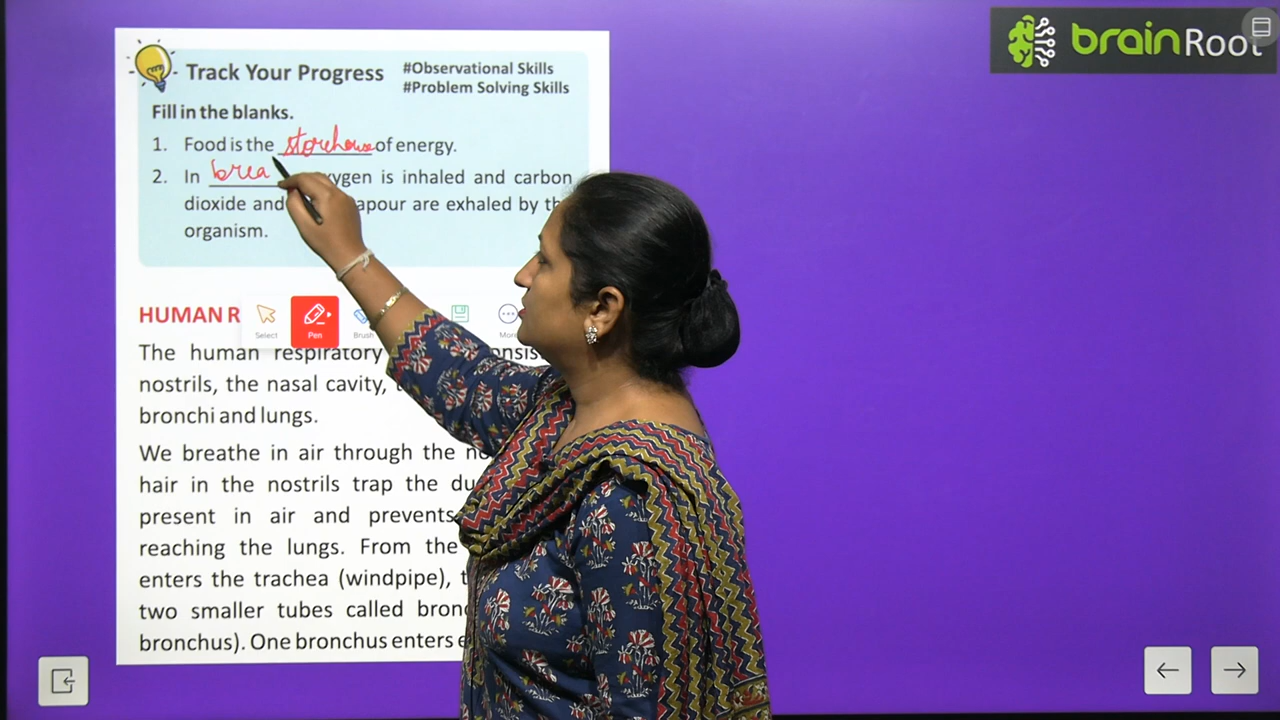 brainRoot
Track Your Progress
#Observational Skills
#Problem Solving Skills
Fill in the blanks.
1. Food is the storehouse of energy.
2. In brea ygen is inhaled and carbon
dioxide and apour are exhaled by th
organism.
HUMAN R
Select
Pen
Brush
More
The human respiratory onsis
nostrils, the nasal cavity,
bronchi and lungs.
We breathe in air through the no
hair in the nostrils trap the du
present in air and prevents
reaching the lungs. From the
enters the trachea (windpipe), t
two smaller tubes called bronc
bronchus). One bronchus enters e